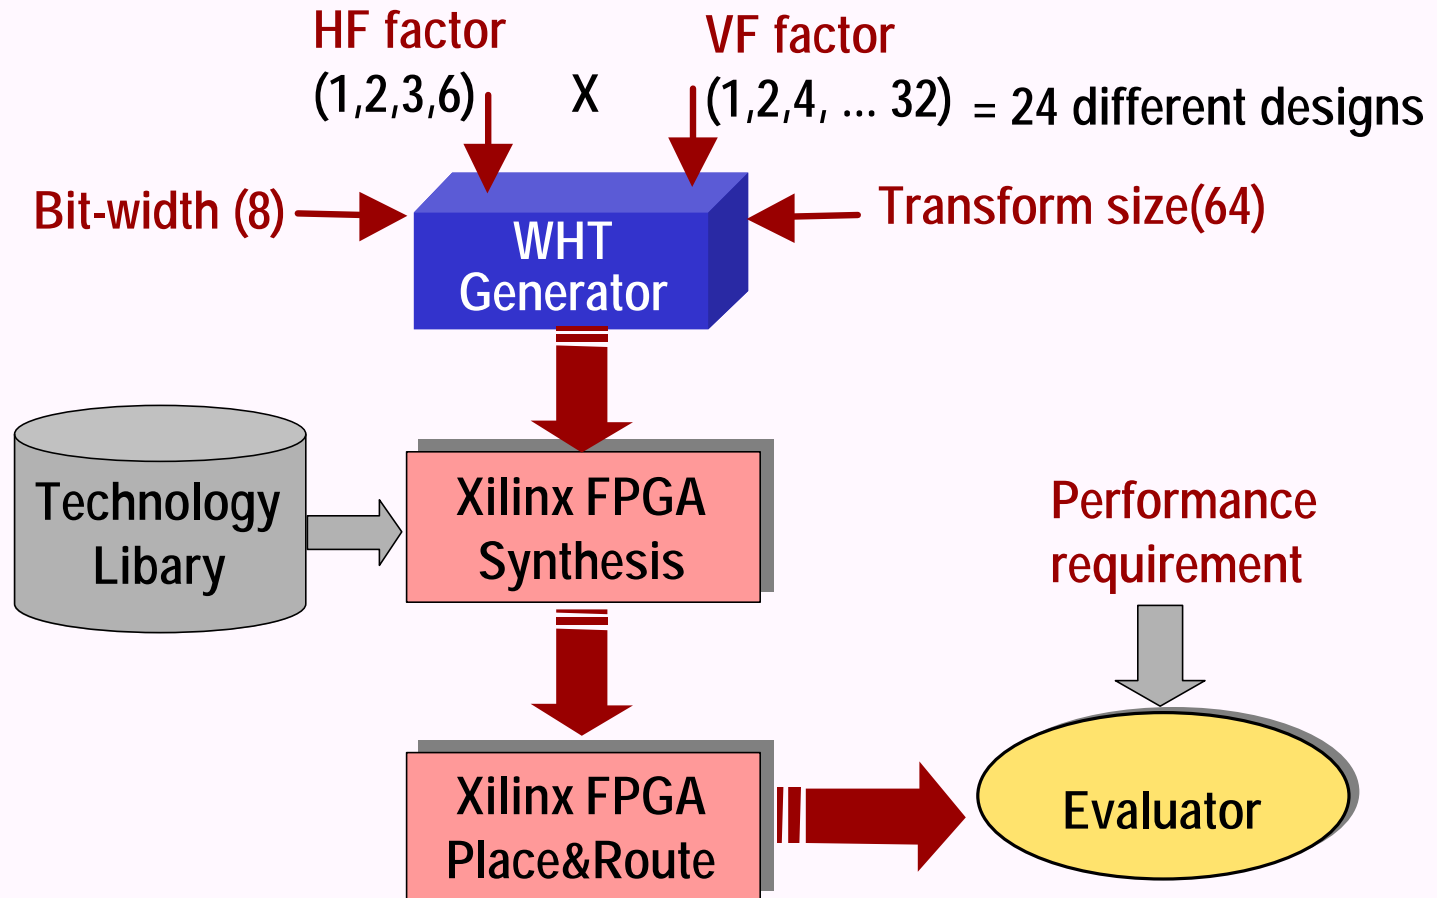 HF factor
VF factor
(1,2,3,6)
X
(1,2,4, ... 32) = 24 different designs
Bit-width (8)
Transform size(64)
WHT
Generator
Technology
Libary
Xilinx FPGA
Synthesis
Performance
requirement
Xilinx FPGA
Place&Route
Evaluator